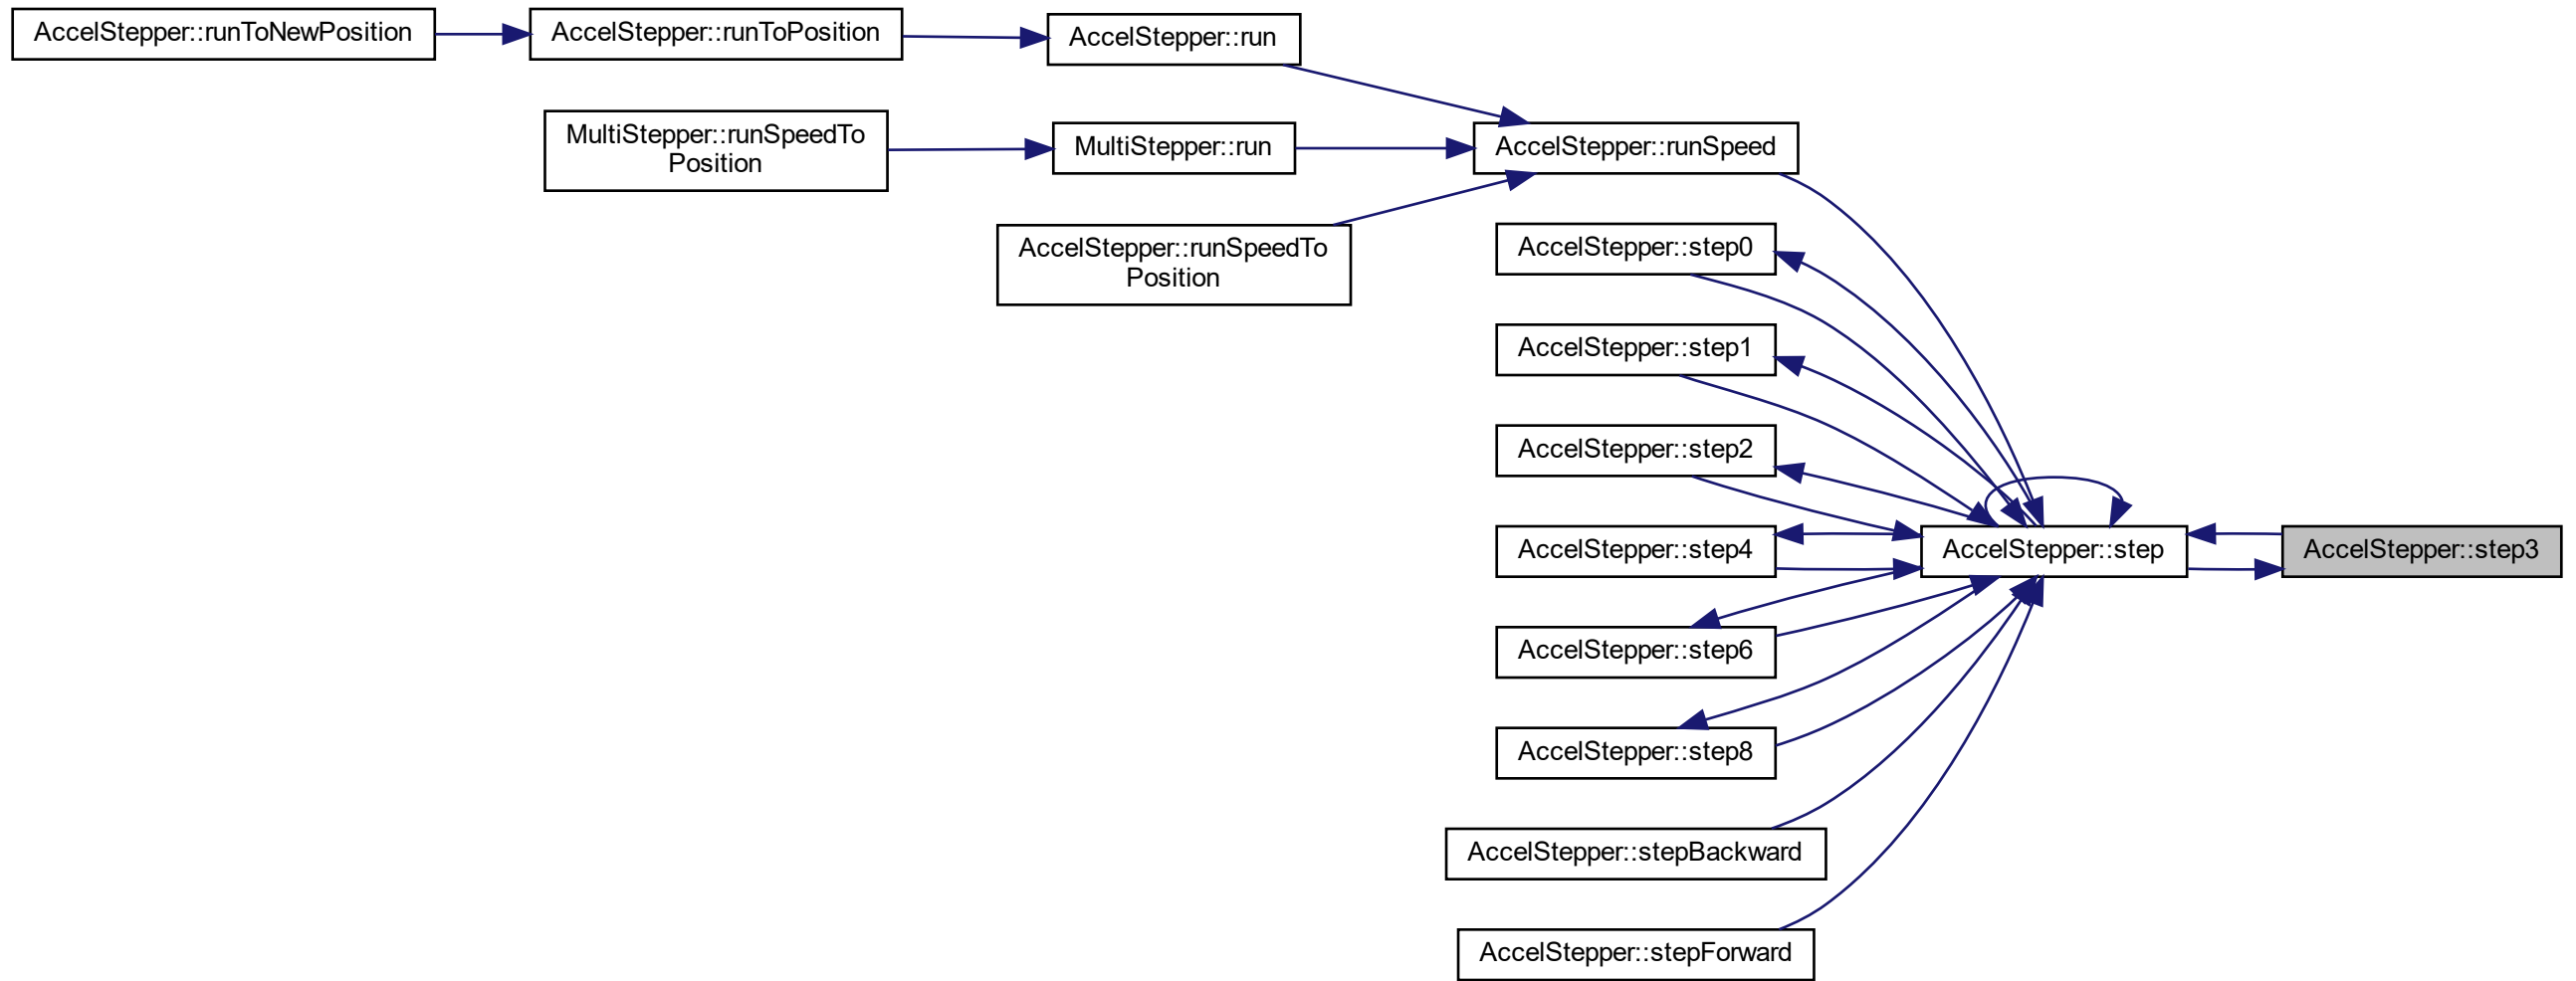 AccelStepper::runToNewPosition
AccelStepper::runToPosition
AccelStepper::run
MultiStepper::runSpeedTo
Position
MultiStepper::run
AccelStepper::runSpeed
AccelStepper::runSpeedTo
Position
AccelStepper::step0
AccelStepper::step1
AccelStepper::step2
AccelStepper::step4
AccelStepper::step
AccelStepper::step3
AccelStepper::step6
AccelStepper::step8
AccelStepper::stepBackward
AccelStepper::stepForward